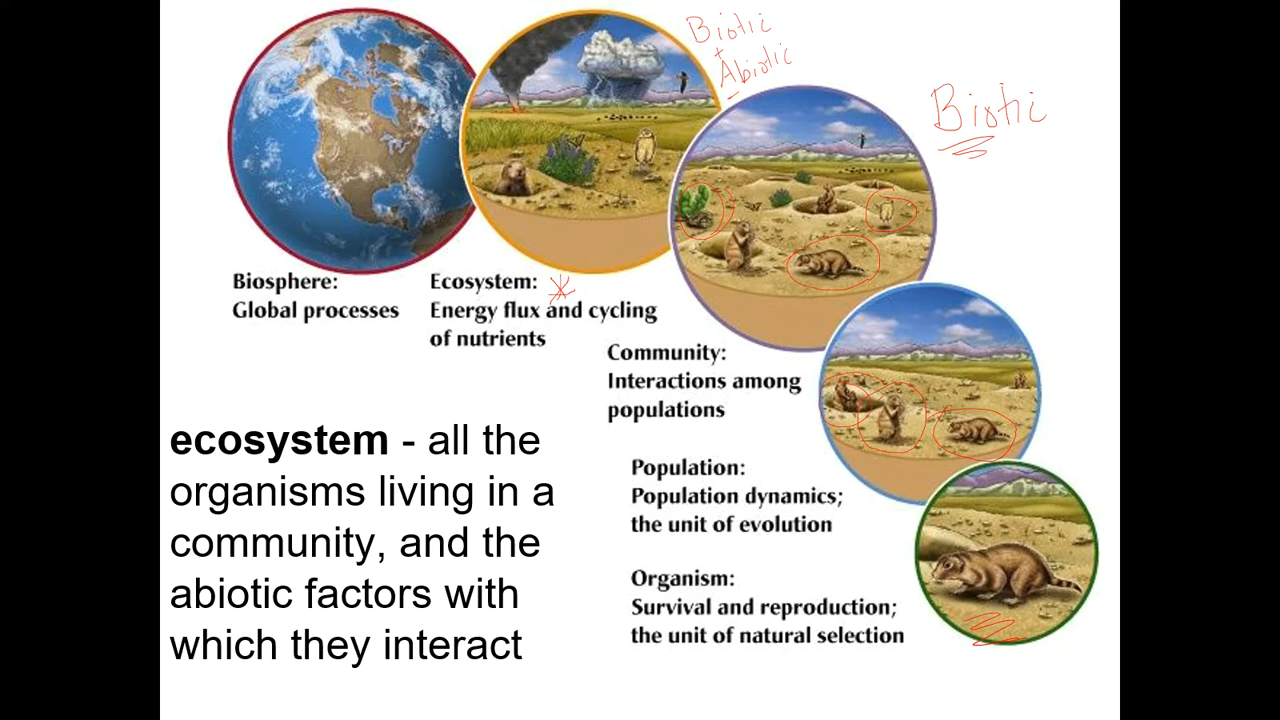 Biotic
+
Abiotic
Biotic
Biosphere:
Global processes
Ecosystem: *
Energy flux and cycling
of nutrients
Community:
Interactions among
populations
Population:
Population dynamics;
the unit of evolution
Organism:
Survival and reproduction;
the unit of natural selection
ecosystem - all the
organisms living in a
community, and the
abiotic factors with
which they interact